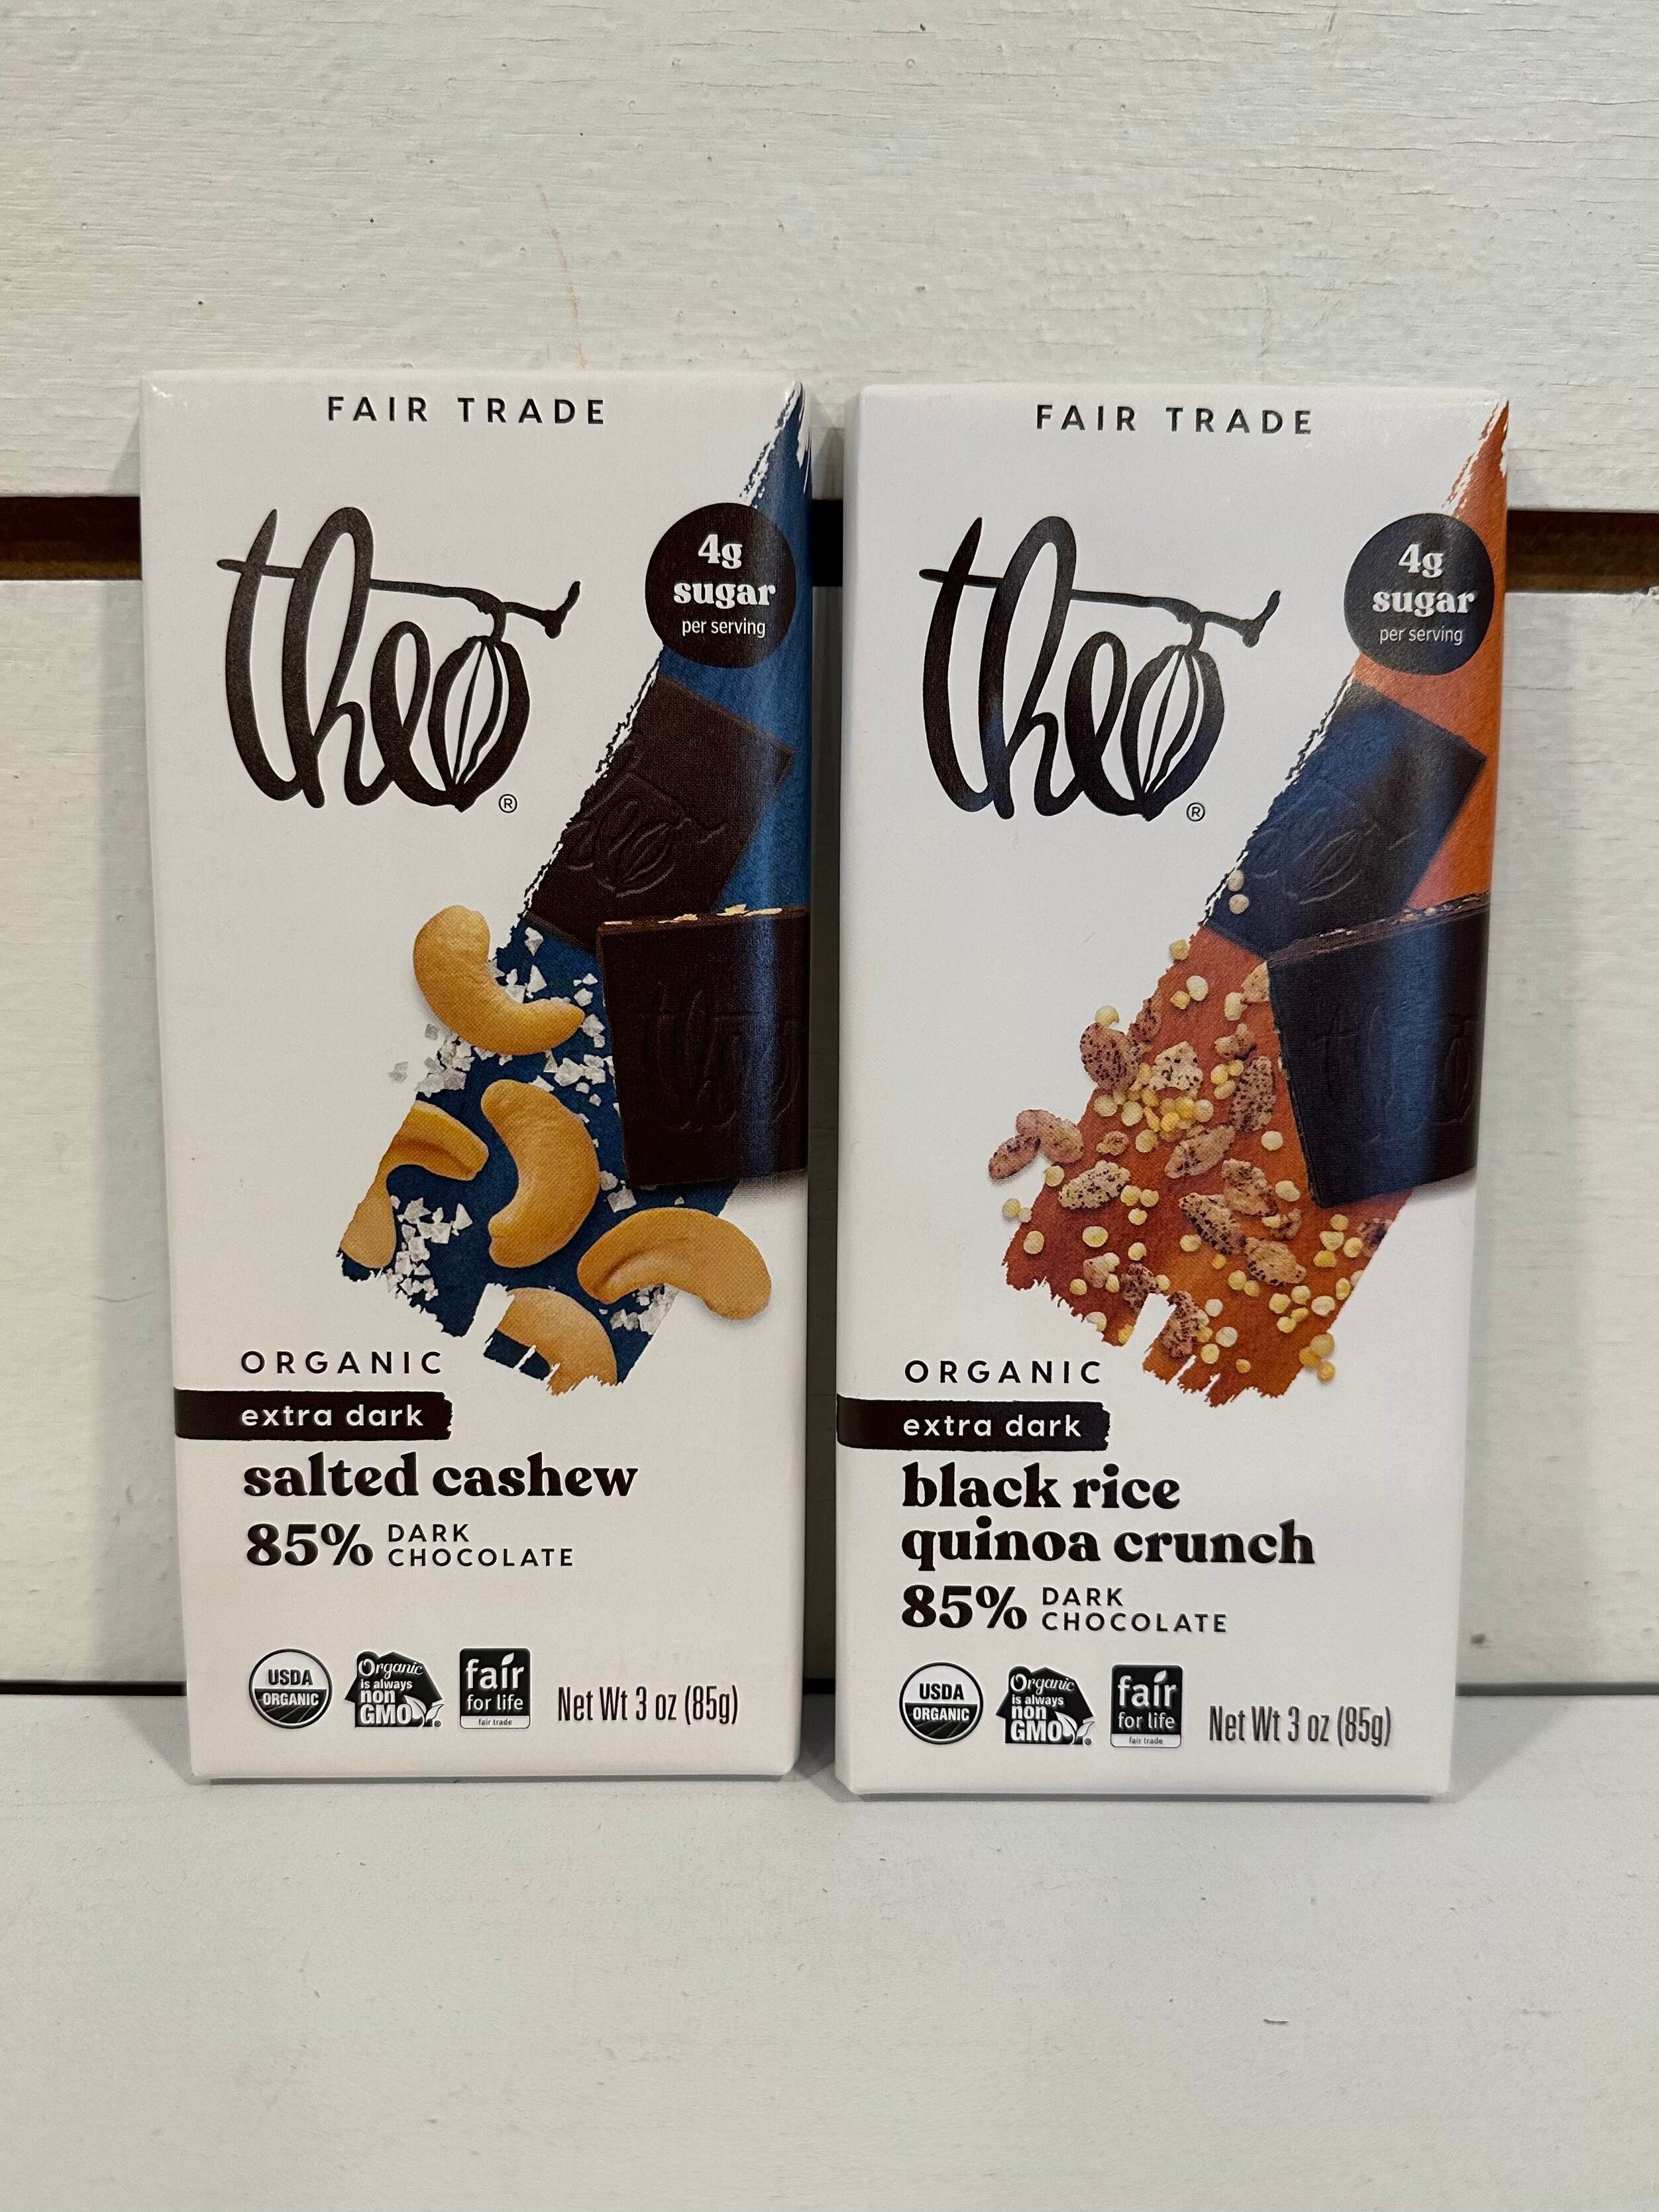 FAIR TRADE
theo®
4g
sugar
per serving
ORGANIC
extra dark
salted cashew
85% DARK
CHOCOLATE
USDA
ORGANIC
Organic
is always
non
GMO
fair
for life
fair trade
Net Wt 3 oz (85g)
FAIR TRADE
theo®
4g
sugar
per serving
ORGANIC
extra dark
black rice
quinoa crunch
85% DARK
CHOCOLATE
USDA
ORGANIC
Organic
is always
non
GMO
fair
for life
fair trade
Net Wt 3 oz (85g)